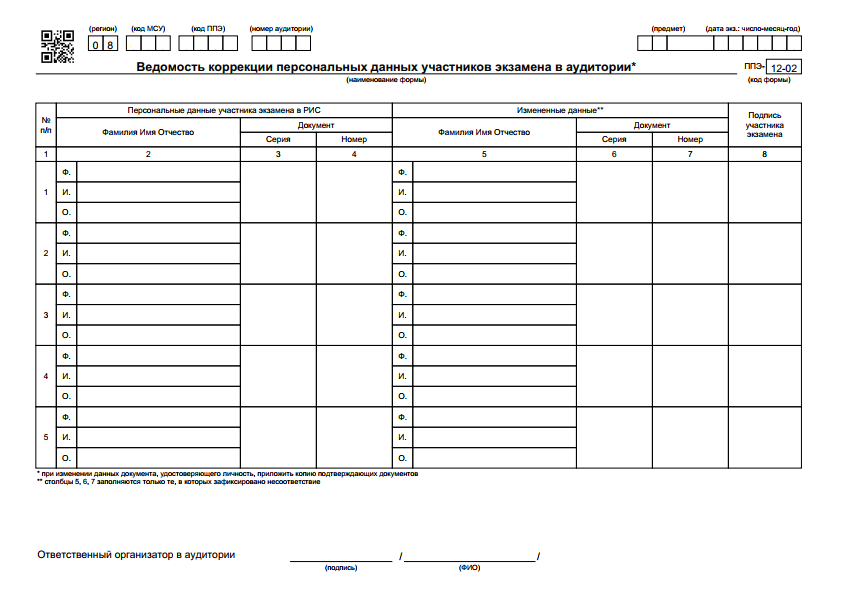 (регион) (код МСУ) (код ППЭ) (номер аудитории) (предмет) (дата экз.: число-месяц-год)
0 8
Ведомость коррекции персональных данных участников экзамена в аудитории* ППЭ- 12-02
(наименование формы) (код формы)
№ п/п Персональные данные участника экзамена в РИС Измененные данные** Подпись участника экзамена
Фамилия Имя Отчество Документ Фамилия Имя Отчество Документ
Серия Номер Серия Номер
1 2 3 4 5 6 7 8
Ф. Ф.
1 И. И.
О. О.
Ф. Ф.
2 И. И.
О. О.
Ф. Ф.
3 И. И.
О. О.
Ф. Ф.
4 И. И.
О. О.
Ф. Ф.
5 И. И.
О. О.
* при изменении данных документа, удостоверяющего личность, приложить копию подтверждающих документов
** столбцы 5, 6, 7 заполняются только те, в которых зафиксировано несоответствие
Ответственный организатор в аудитории / /
(подпись) (ФИО)